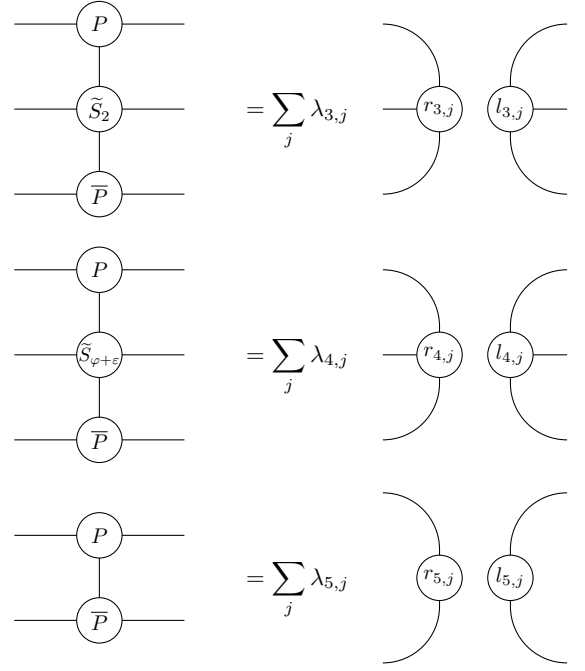 P
S̃₂ = ∑ⱼ λ₃,ⱼ r₃,ⱼ l₃,ⱼ
P̅
P
S̃_{φ+ε} = ∑ⱼ λ₄,ⱼ r₄,ⱼ l₄,ⱼ
P̅
P
= ∑ⱼ λ₅,ⱼ r₅,ⱼ l₅,ⱼ
P̅